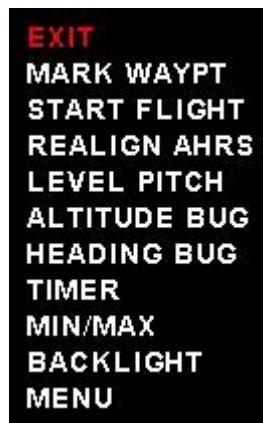 EXIT
MARK WAYPT
START FLIGHT
REALIGN AHRS
LEVEL PITCH
ALTITUDE BUG
HEADING BUG
TIMER
MIN/MAX
BACKLIGHT
MENU